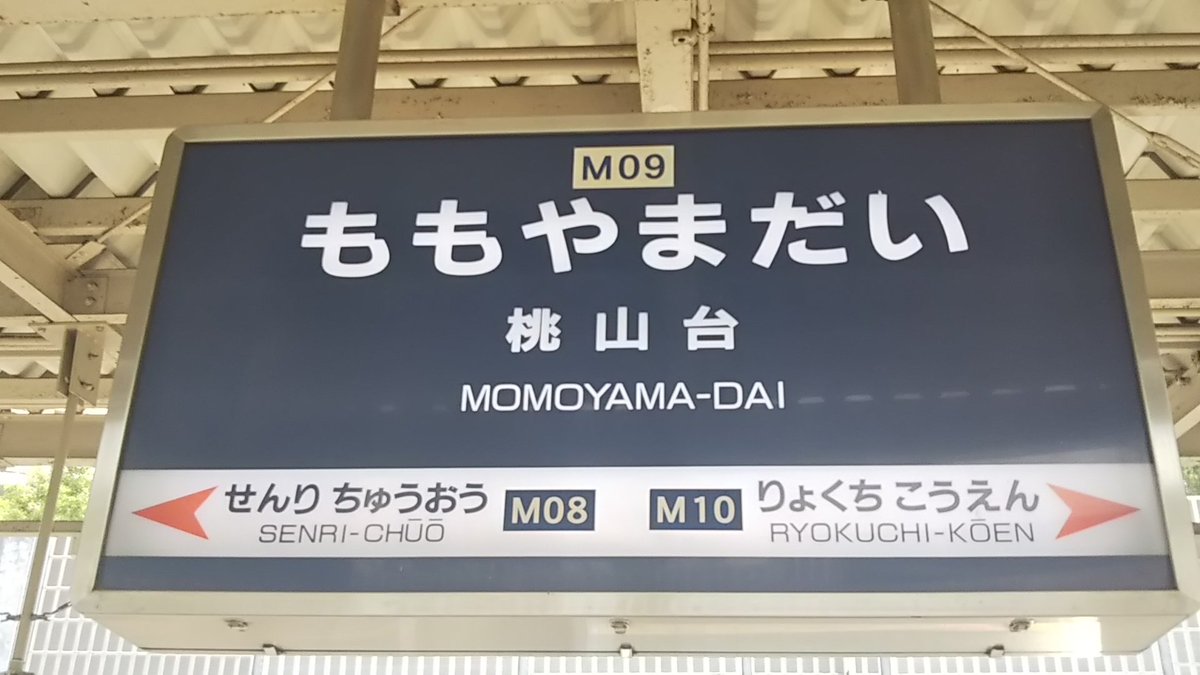 M09
ももやまだい
桃山台
MOMOYAMA-DAI
せんり ちゅうおう M08 M10 りょくち こうえん
SENRI-CHŪŌ RYOKUCHI-KŌEN